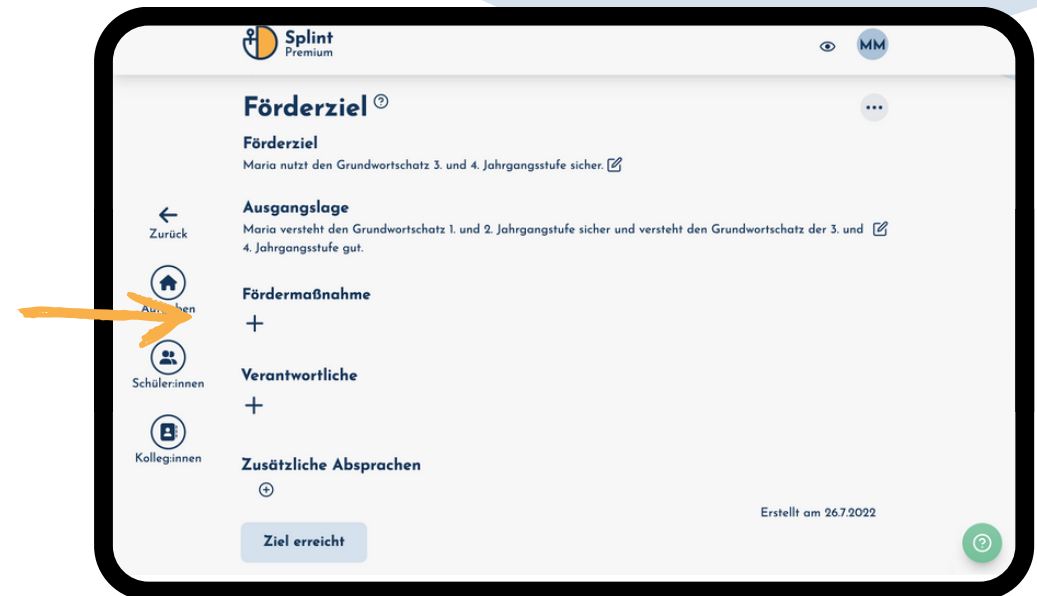 Splint
Premium
MM
Förderziel
Förderziel
Maria nutzt den Grundwortschatz 3. und 4. Jahrgangsstufe sicher.
Zurück
Ausgangslage
Maria versteht den Grundwortschatz 1. und 2. Jahrgangstufe sicher und versteht den Grundwortschatz der 3. und
4. Jahrgangsstufe gut.
Fördermaßnahme
Schüler:innen
Verantwortliche
Kolleg:innen
Zusätzliche Absprachen
Erstellt am 26.7.2022
Ziel erreicht